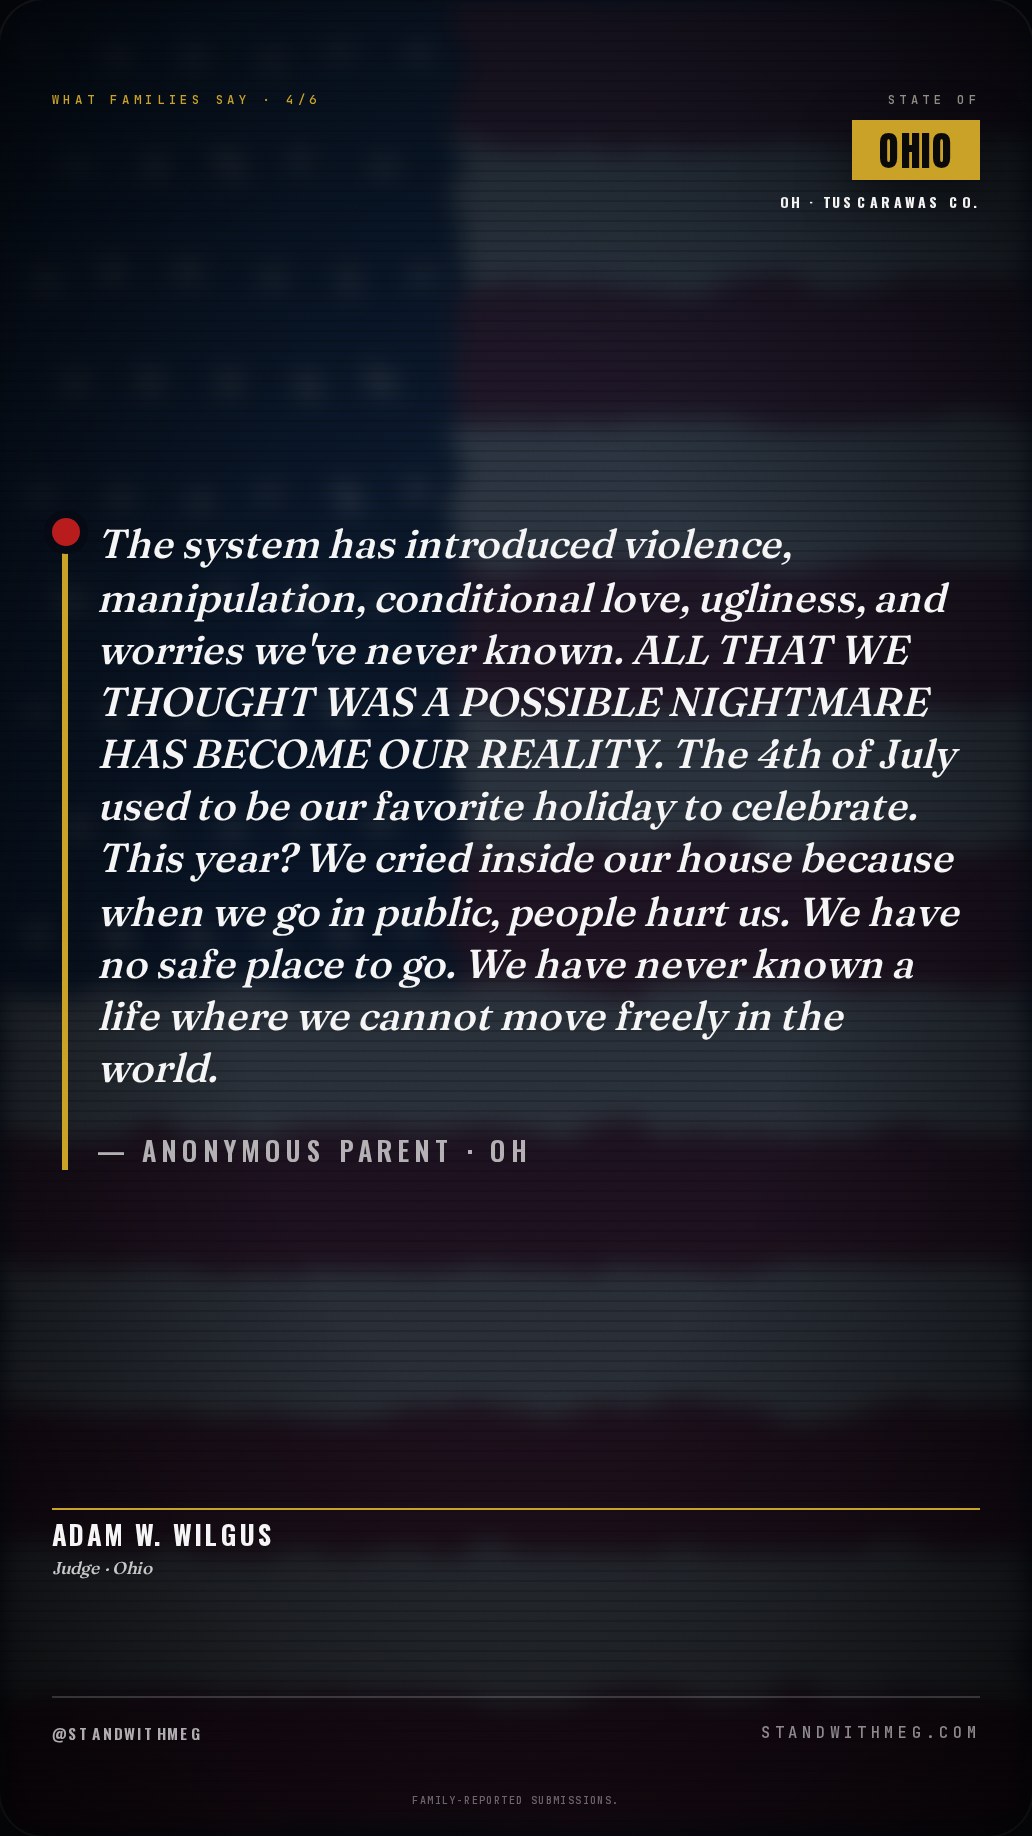 WHAT FAMILIES SAY · 4/6
STATE OF
OHIO
OH · TUSCARAWAS CO.
The system has introduced violence,
manipulation, conditional love, ugliness, and
worries we've never known. ALL THAT WE
THOUGHT WAS A POSSIBLE NIGHTMARE
HAS BECOME OUR REALITY. The 4th of July
used to be our favorite holiday to celebrate.
This year? We cried inside our house because
when we go in public, people hurt us. We have
no safe place to go. We have never known a
life where we cannot move freely in the
world.
— ANONYMOUS PARENT · OH
ADAM W. WILGUS
Judge · Ohio
@STANDWITHMEG
STANDWITHMEG.COM
FAMILY-REPORTED SUBMISSIONS.